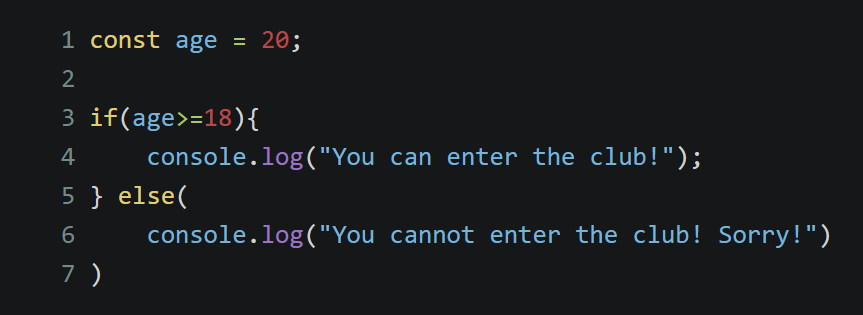 1 const age = 20;
2
3 if(age>=18){
4     console.log("You can enter the club!");
5 } else(
6     console.log("You cannot enter the club! Sorry!")
7 )